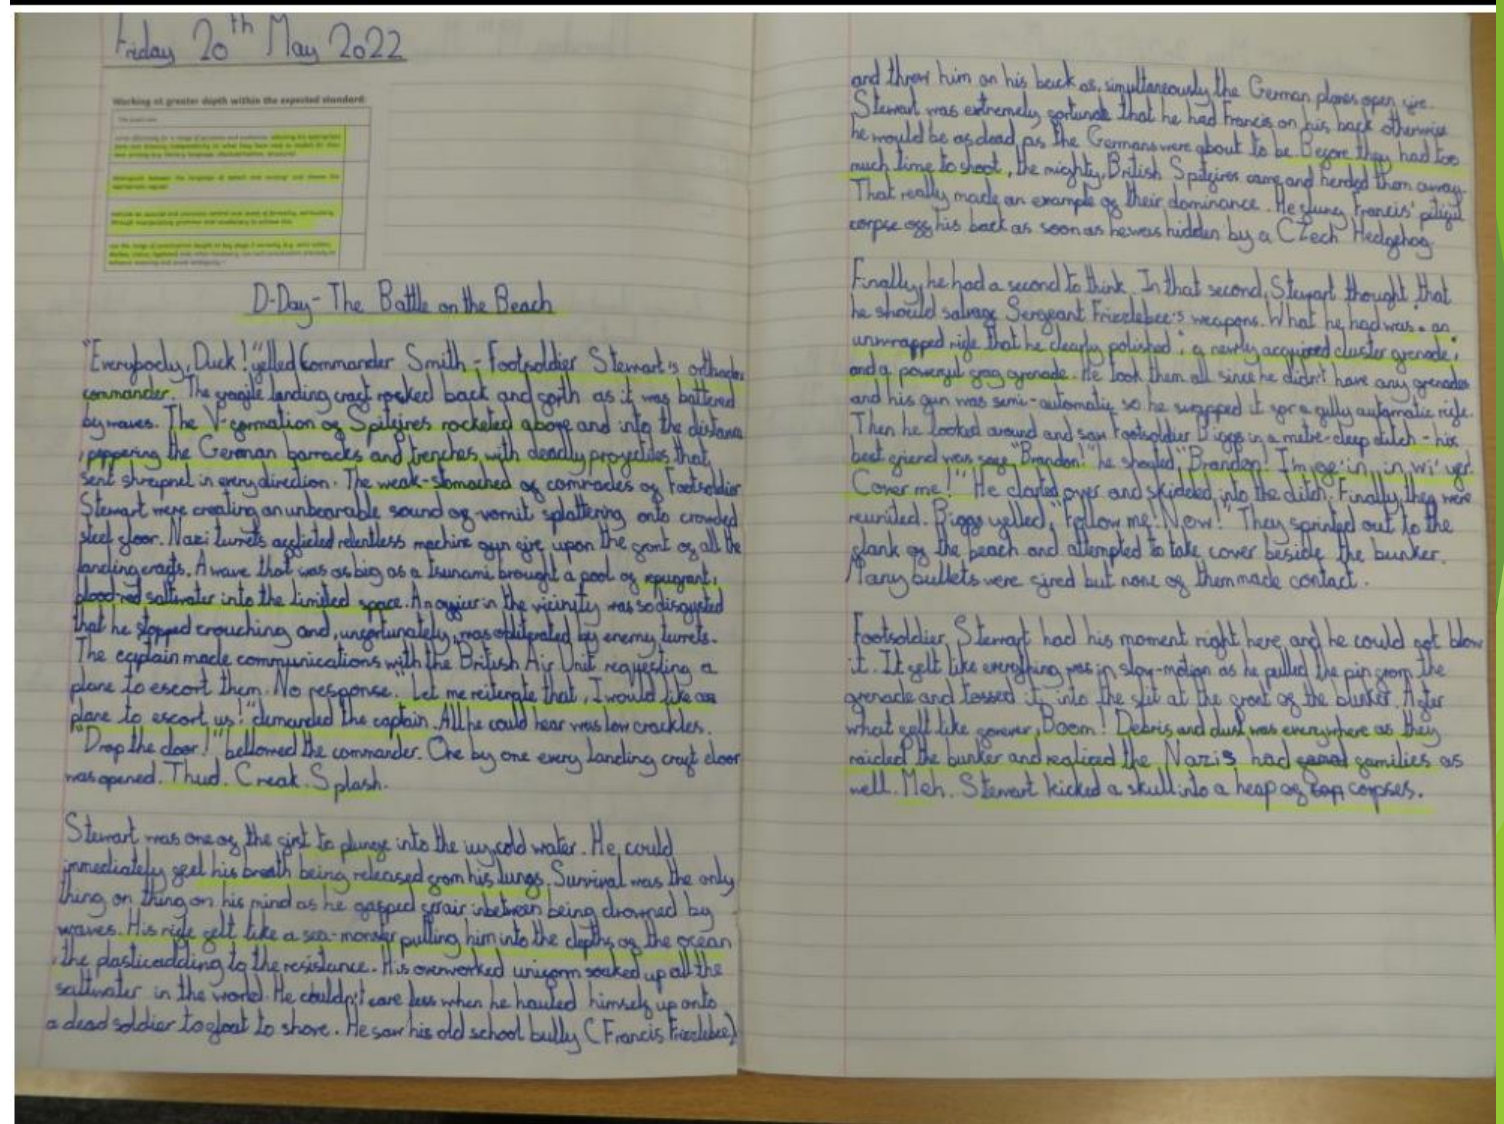 Friday 20th May 2022
Working at greater depth within the expected standard:
D-Day - The Battle on the Beach
"Everybody, Duck!" yelled Commander Smith - Footsoldier Stewart's orthodox
commander. The fragile landing craft rocked back and forth as it was battered
by waves. The V-formation of Spitfires rocketed above and into the distance
, peppering the German barracks and trenches, with deadly projectiles that
sent shrapnel in every direction. The weak-stomached of comrades of Footsoldier
Stewart were creating an unbearable sound of vomit splattering onto crowded
steel floor. Nazi turrets afflicted relentless machine gun fire upon the front of all the
landing crafts. A wave that was as big as a tsunami brought a pool of repugnant,
blood-red saltwater into the limited space. An officer in the vicinity was so disgusted
that he stopped crouching and, unfortunately, was obliterated by enemy turrets.
The captain made communications with the British Air Unit requesting a
plane to escort them. No response. "Let me reiterate that, I would like a
plane to escort us!" demanded the captain. All he could hear was low crackles.
"Drop the door!" bellowed the commander. One by one every landing craft door
was opened. Thud. Creak. Splash.
Stewart was one of the first to plunge into the icy cold water. He could
immediately feel his breath being released from his lungs. Survival was the only
thing on thing on his mind as he gasped for air inbetween being drowned by
waves. His rifle felt like a sea-monster pulling him into the depths of the ocean
, the plastic adding to the resistance. His overworked uniform soaked up all the
saltwater in the world. He couldn't care less when he hauled himself up onto
a dead soldier to float to shore. He saw his old school bully (Francis Frizzlebee)
and threw him on his back as, simultaneously, the German planes open fire.
Stewart was extremely fortunate that he had Francis on his back otherwise
he would be as dead, as the Germans were about to be. Before they had too
much time to shoot, the mighty, British Spitfires came and herded them away.
That really made an example of their dominance. He flung Francis' pitiful
corpse off his back as soon as he was hidden by a CZech Hedgehog.
Finally, he had a second to think. In that second, Stewart thought that
he should salvage Sergeant Frizzlebee's weapons. What he had was: an
unwrapped rifle that he clearly polished; a newly acquired cluster grenade;
and a powerful frag grenade. He took them all since he didn't have any grenades
and his gun was semi-automatic so he swapped it for a fully automatic rifle.
Then he looked around and saw Footsoldier Biggs in a metre-deep ditch - his
best friend was safe. "Brandon!" he shouted, "Brandon! I'm ge'in, in wi' yer.
Cover me!" He darted over and skidded into the ditch. Finally, they were
reunited. Biggs yelled, "Follow me! Now!" They sprinted out to the
flank of the beach and attempted to take cover beside the bunker.
Many bullets were fired but none of them made contact.
Footsoldier Stewart had his moment right here, and he could not blow
it. It felt like everything was in slow-motion as he pulled the pin from the
grenade and tossed it into the slit at the front of the bunker. After
what felt like forever, Boom! Debris and dust was everywhere as they
raided the bunker and realized the Nazis had families as
well. Meh. Stewart kicked a skull into a heap of corpses.